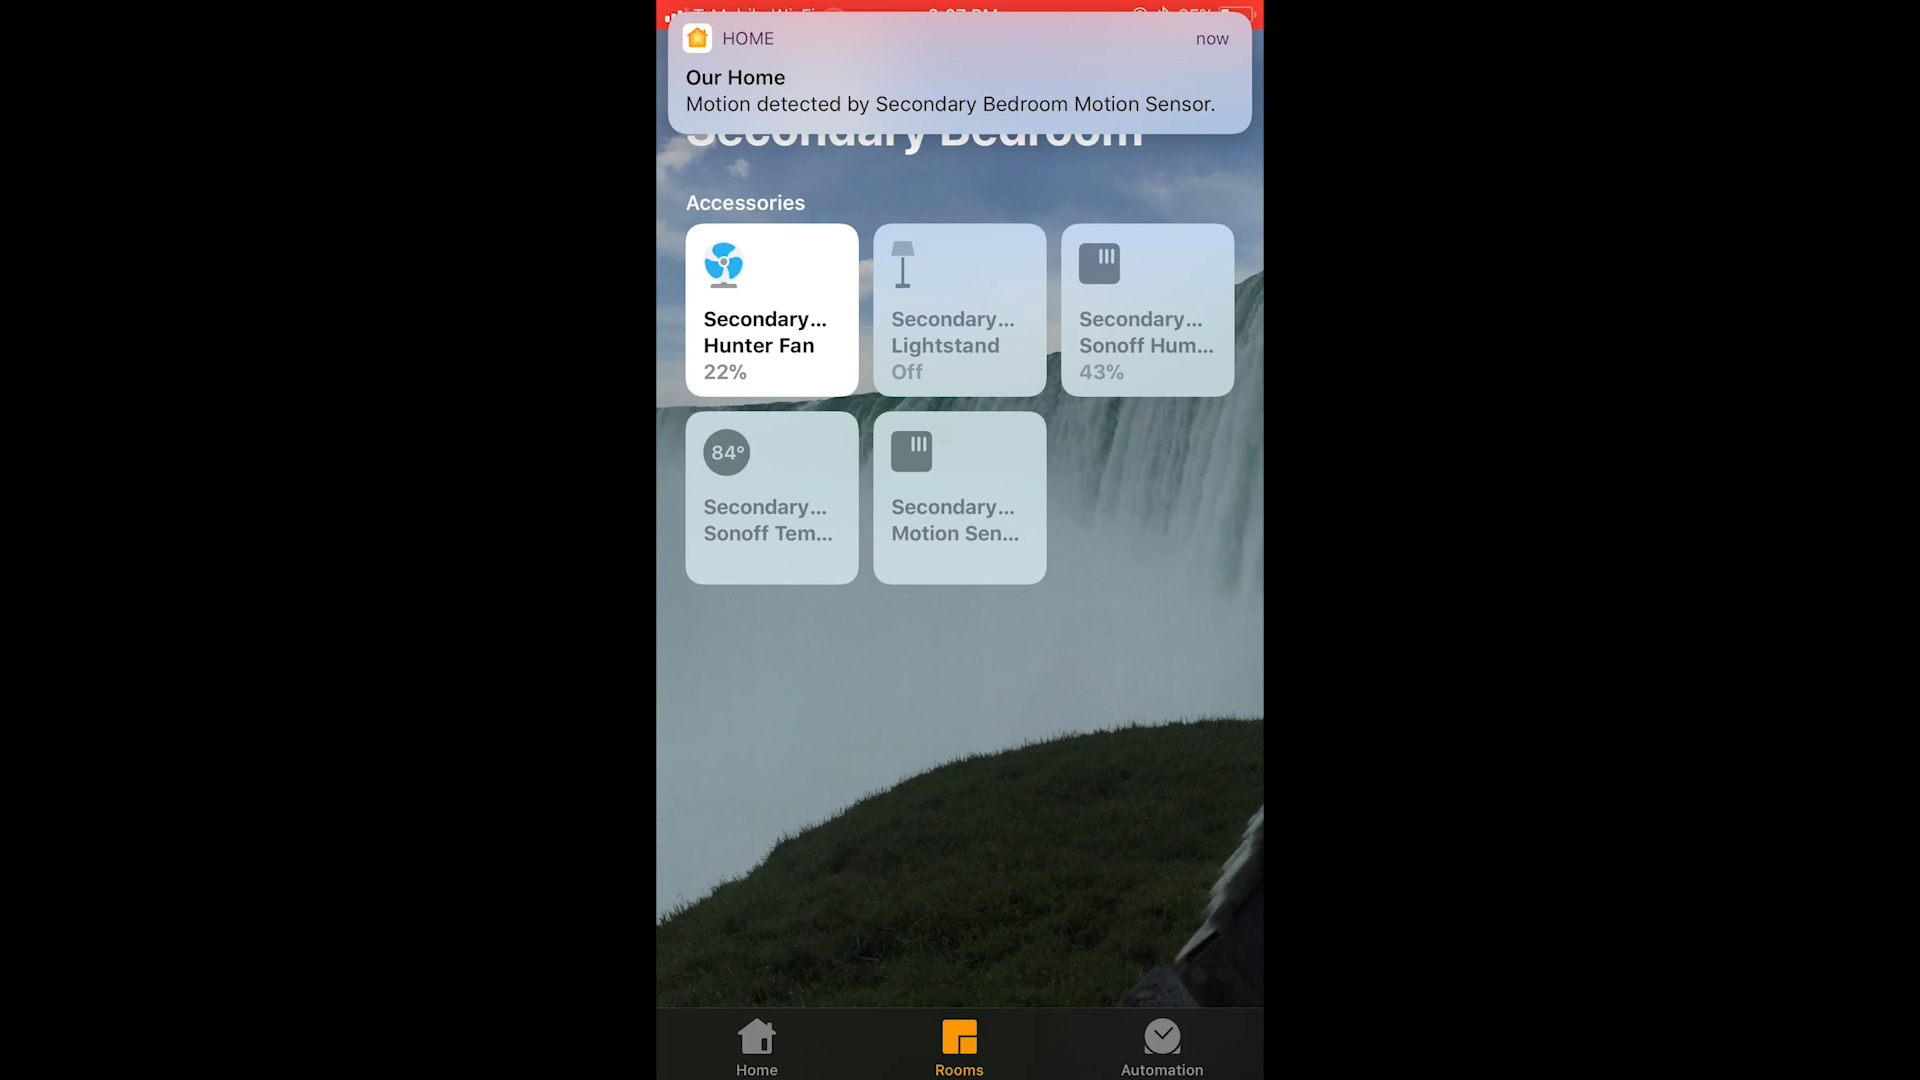 HOME
now
Our Home
Motion detected by Secondary Bedroom Motion Sensor.
Secondary Bedroom
Accessories
Secondary...
Hunter Fan
22%
Secondary...
Lightstand
Off
Secondary...
Sonoff Hum...
43%
84°
Secondary...
Sonoff Tem...
Secondary...
Motion Sen...
Home
Rooms
Automation